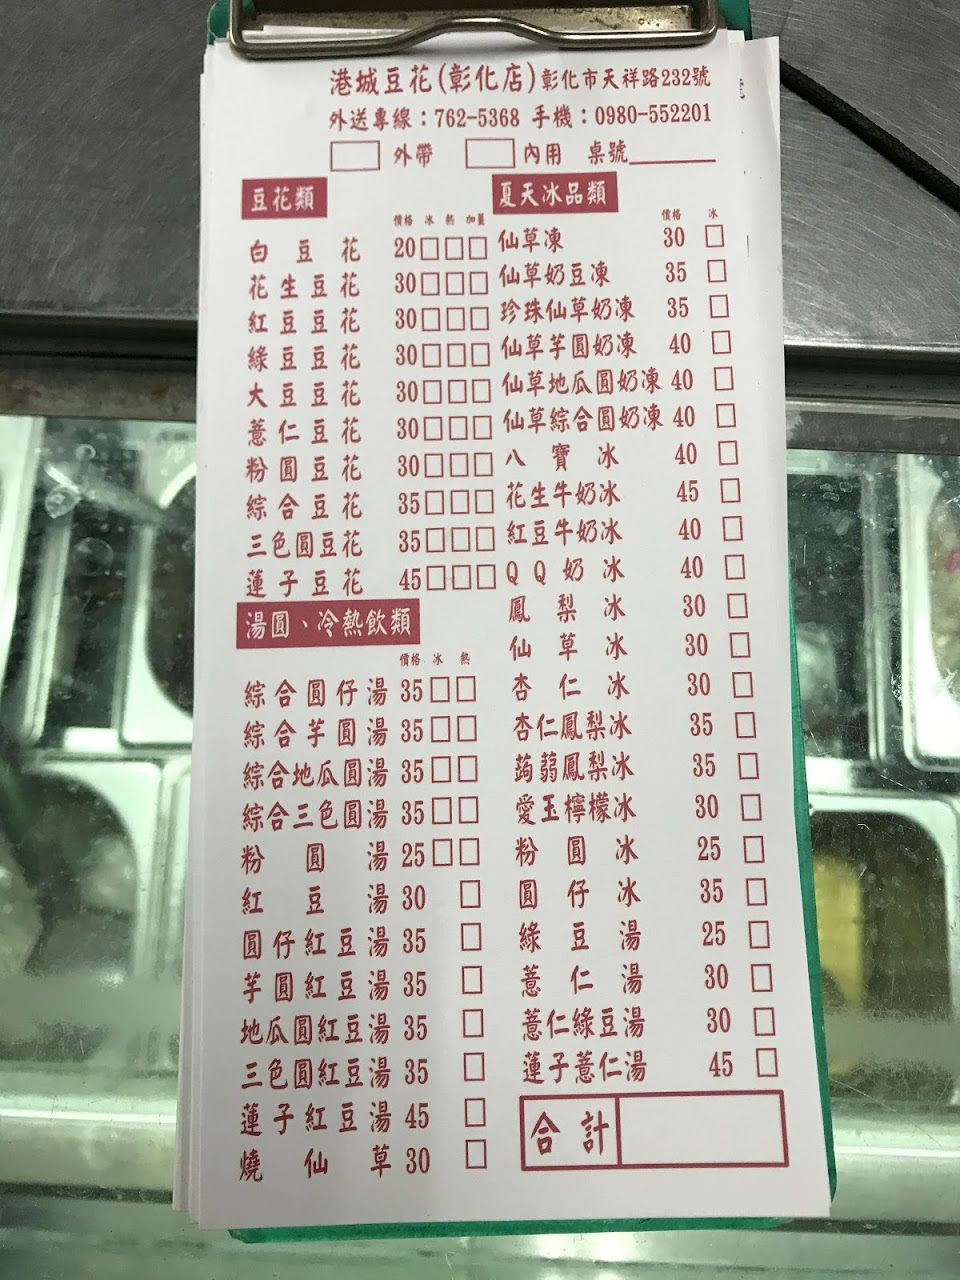 港城豆花(彰化店)彰化市天祥路232號
外送專線：762-5368 手機：0980-552201
□ 外帶 □ 內用 桌號______
豆花類
價格 冰 熱 加薑
白豆花 20□□□
花生豆花 30□□□
紅豆豆花 30□□□
綠豆豆花 30□□□
大豆豆花 30□□□
薏仁豆花 30□□□
粉圓豆花 30□□□
綜合豆花 35□□□
三色圓豆花 35□□□
蓮子豆花 45□□□
湯圓、冷熱飲類
價格 冰 熱
綜合圓仔湯 35□□
綜合芋圓湯 35□□
綜合地瓜圓湯 35□□
綜合三色圓湯 35□□
粉圓湯 25□□
紅豆湯 30 □
圓仔紅豆湯 35 □
芋圓紅豆湯 35 □
地瓜圓紅豆湯 35 □
三色圓紅豆湯 35 □
蓮子紅豆湯 45 □
燒仙草 30 □
夏天冰品類
價格 冰
仙草凍 30 □
仙草奶豆凍 35 □
珍珠仙草奶凍 35 □
仙草芋圓奶凍 40 □
仙草地瓜圓奶凍 40 □
仙草綜合圓奶凍 40 □
八寶冰 40 □
花生牛奶冰 45 □
紅豆牛奶冰 40 □
QQ奶冰 40 □
鳳梨冰 30 □
仙草冰 30 □
杏仁冰 30 □
杏仁鳳梨冰 35 □
蒟蒻鳳梨冰 35 □
愛玉檸檬冰 30 □
粉圓冰 25 □
圓仔冰 35 □
綠豆湯 25 □
薏仁湯 30 □
薏仁綠豆湯 30 □
蓮子薏仁湯 45 □
合計